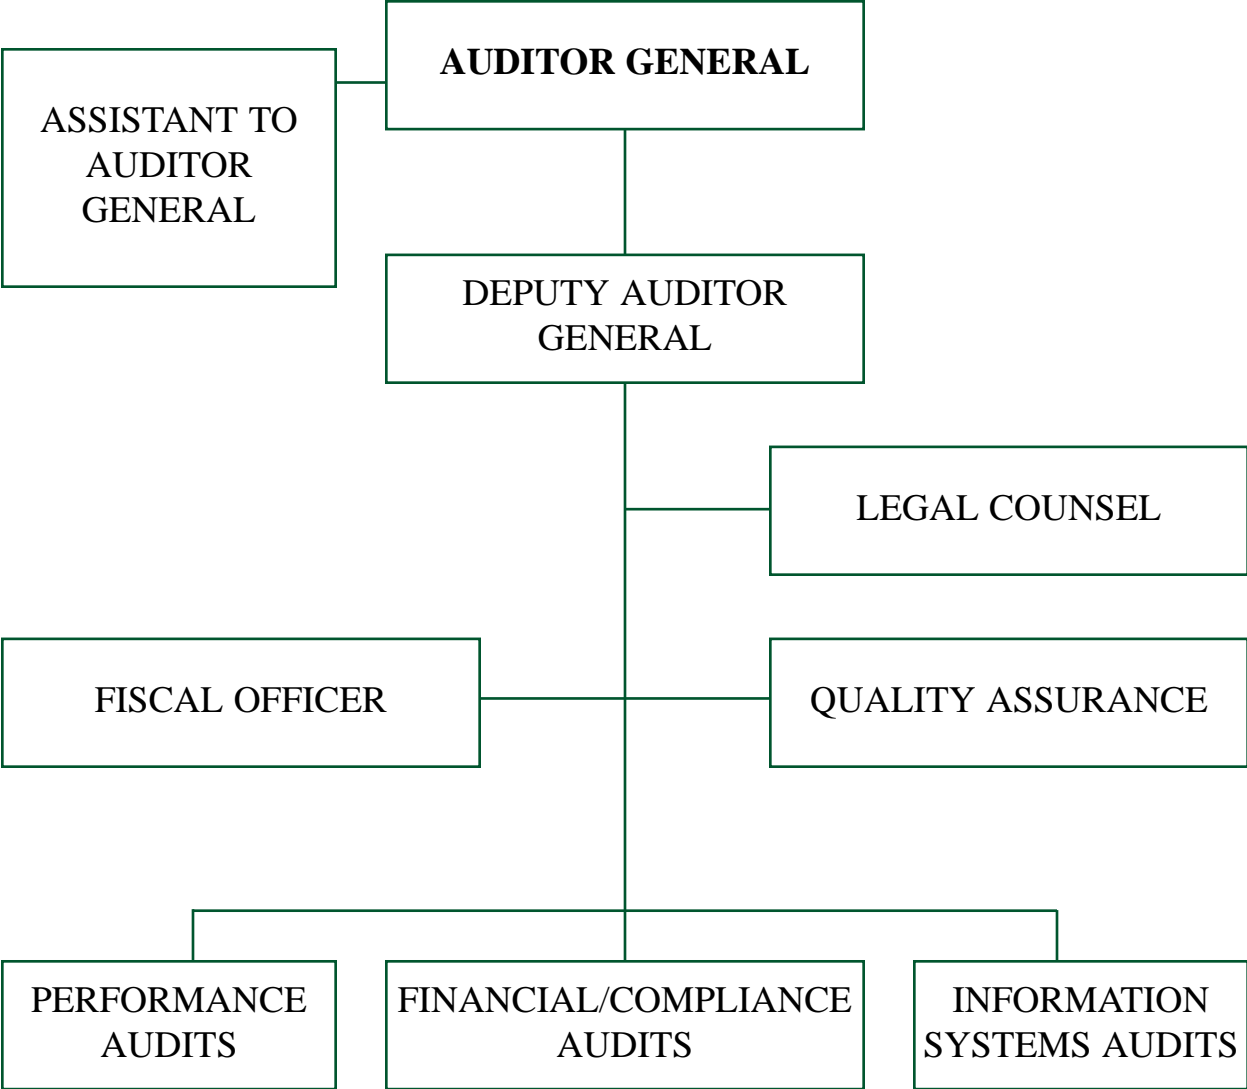 AUDITOR GENERAL
ASSISTANT TO
AUDITOR
GENERAL
DEPUTY AUDITOR
GENERAL
LEGAL COUNSEL
FISCAL OFFICER
QUALITY ASSURANCE
PERFORMANCE
AUDITS
FINANCIAL/COMPLIANCE
AUDITS
INFORMATION
SYSTEMS AUDITS